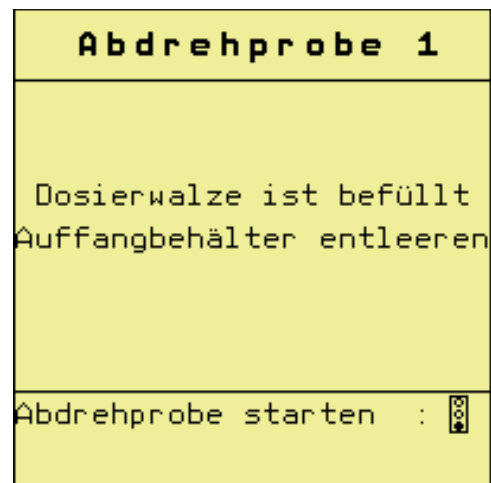 Abdrehprobe 1
Dosierwalze ist befüllt
Auffangbehälter entleeren
Abdrehprobe starten :